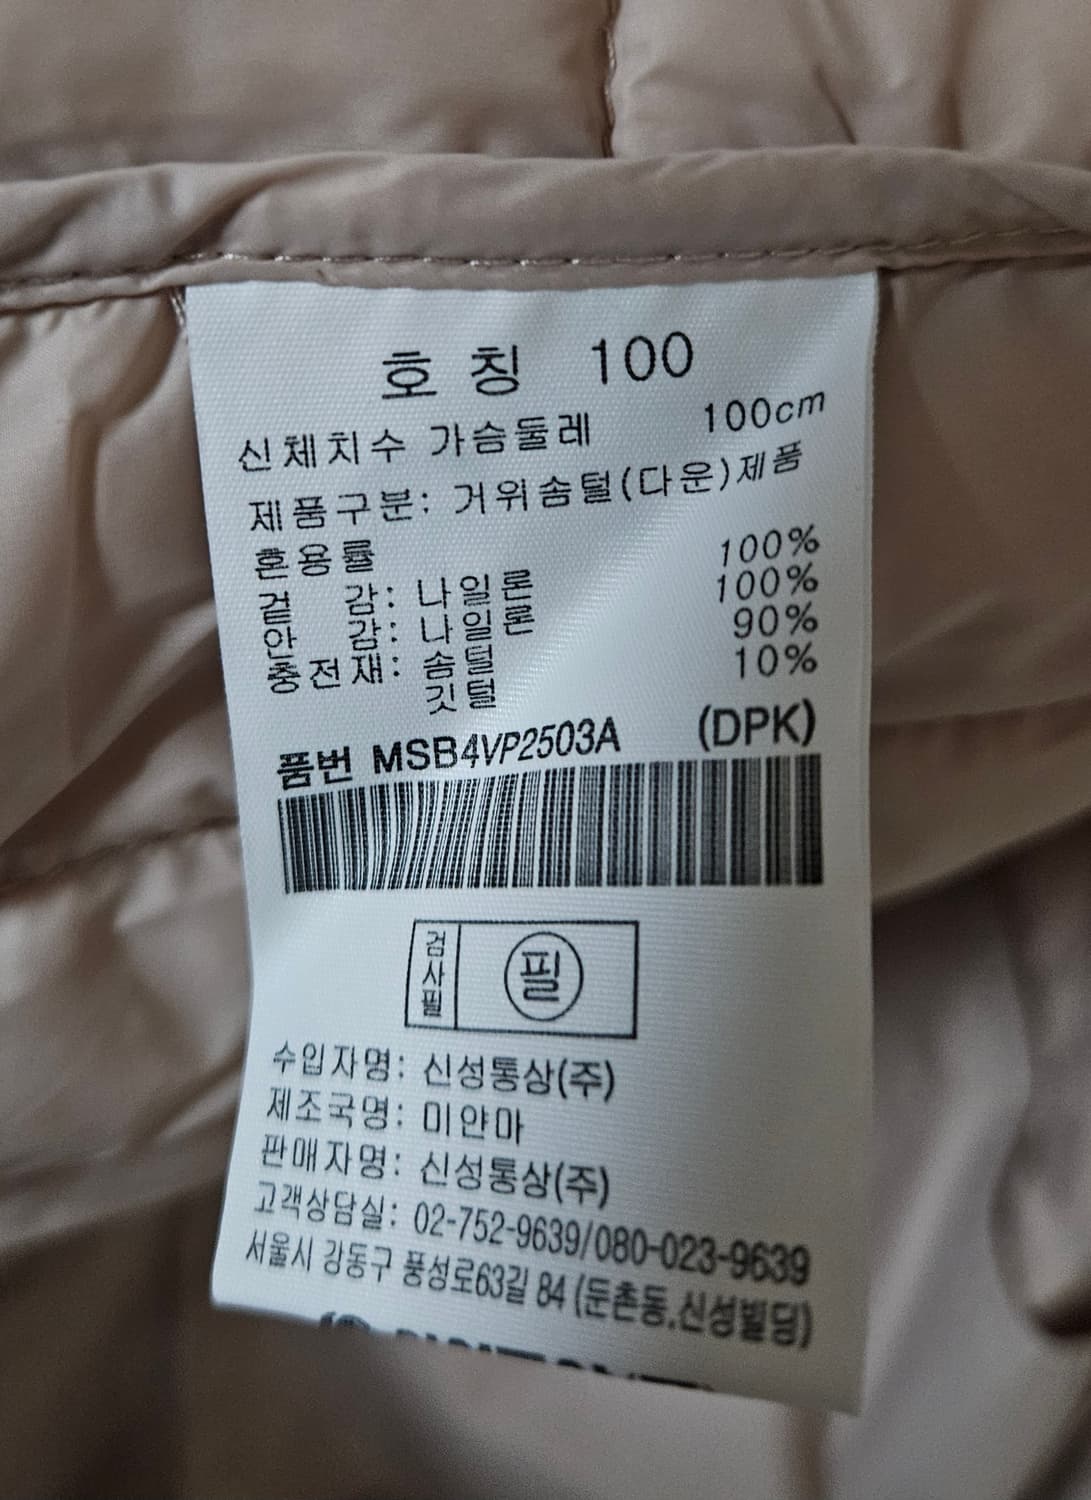 호 칭 100
신체치수 가슴둘레 100cm
제품구분: 거위솜털(다운)제품
혼용률
겉 감: 나일론 100%
안 감: 나일론 100%
충전재: 솜털 90%
깃털 10%
품번 MSB4VP2503A (DPK)
검사필 필
수입자명: 신성통상(주)
제조국명: 미얀마
판매자명: 신성통상(주)
고객상담실: 02-752-9639/080-023-9639
서울시 강동구 풍성로63길 84 (둔촌동,신성빌딩)